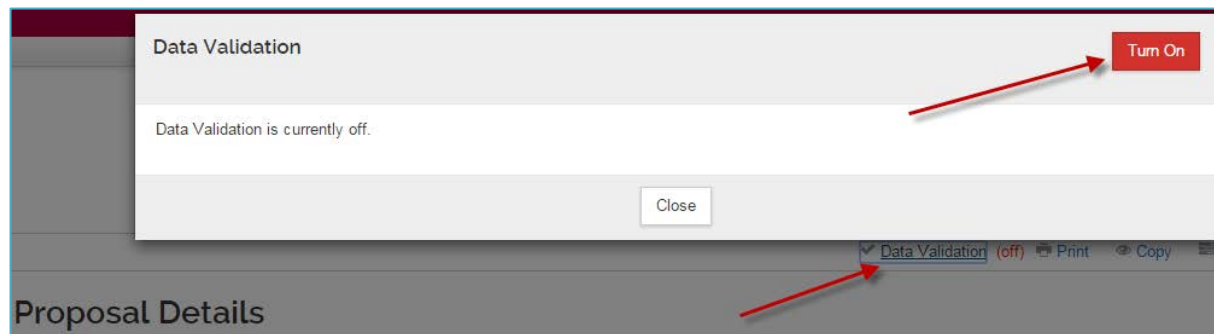 Data Validation
Turn On
Data Validation is currently off.
Close
Data Validation (off) Print Copy
Proposal Details